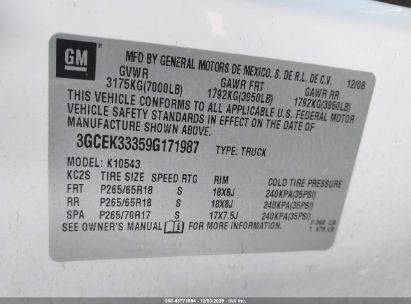 GM
MFD BY GENERAL MOTORS DE MEXICO, S. DE R.L. DE C.V. 12/08
GVWR GAWR FRT GAWR RR
3175KG(7000LB) 1792KG(3950LB) 1792KG(3950LB)
THIS VEHICLE CONFORMS TO ALL APPLICABLE U.S. FEDERAL
MOTOR VEHICLE SAFETY AND THEFT PREVENTION
STANDARDS IN EFFECT ON THE DATE OF
MANUFACTURE SHOWN ABOVE.
3GCEK33359G171987 TYPE: TRUCK
MODEL: K10543
KC2S TIRE SIZE SPEED RTG RIM COLD TIRE PRESSURE
FRT P265/65R18 S 18X8J 240KPA(35PSI)
RR P265/65R18 S 18X8J 240KPA(35PSI)
SPA P265/70R17 S 17X7.5J 240KPA(35PSI)
SEE OWNER'S MANUAL FOR MORE INFORMATION.